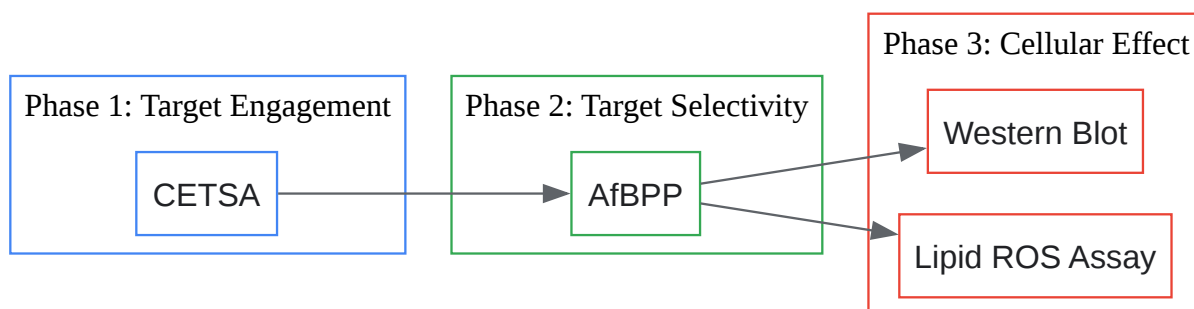 Phase 1: Target Engagement
CETSA
Phase 2: Target Selectivity
AfBPP
Phase 3: Cellular Effect
Western Blot
Lipid ROS Assay